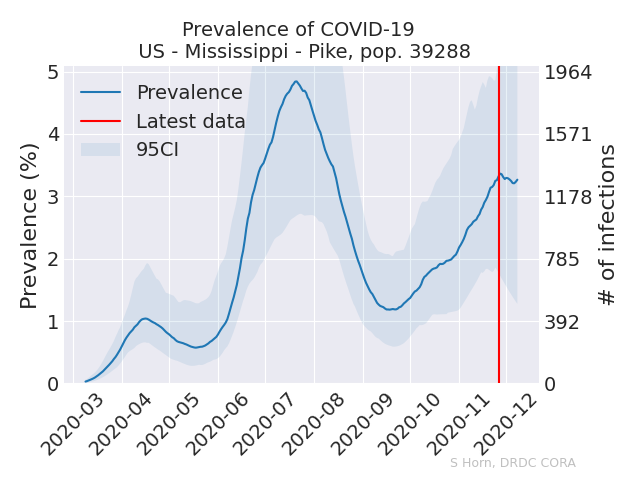 Prevalence of COVID-19
US - Mississippi - Pike, pop. 39288
Prevalence
Latest data
95CI
Prevalence (%)
5
4
3
2
1
0
1964
1571
1178
785
392
0
# of infections
2020-03
2020-04
2020-05
2020-06
2020-07
2020-08
2020-09
2020-10
2020-11
2020-12
S Horn, DRDC CORA